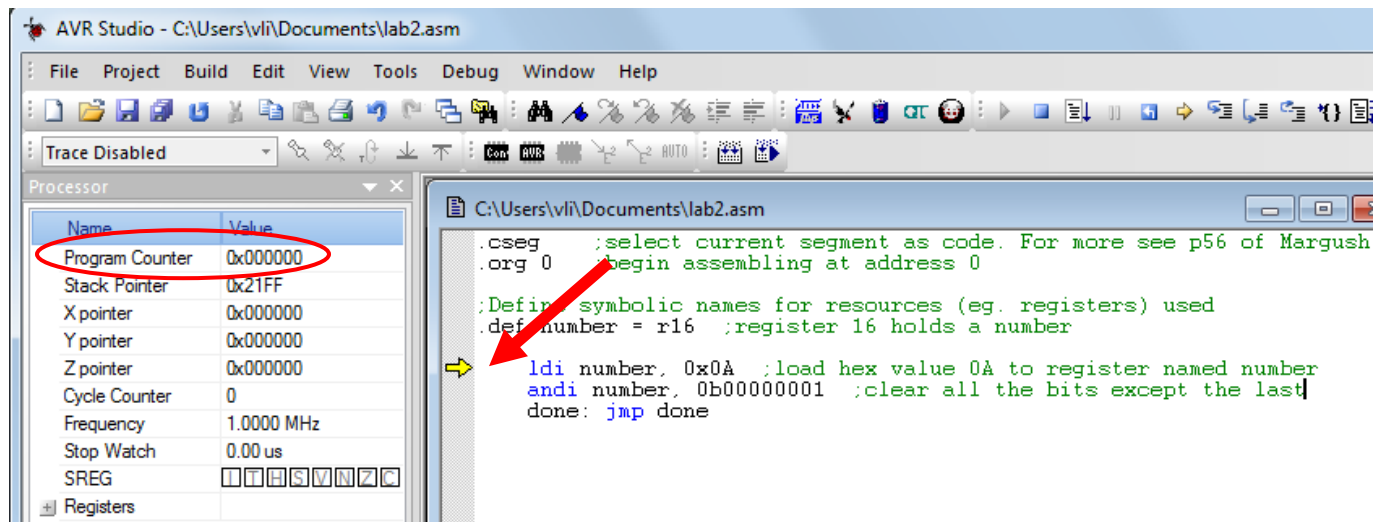 AVR Studio - C:\Users\vli\Documents\lab2.asm
File Project Build Edit View Tools Debug Window Help
Trace Disabled
Con AVR AUTO
Processor
Name Value
Program Counter 0x000000
Stack Pointer 0x21FF
X pointer 0x000000
Y pointer 0x000000
Z pointer 0x000000
Cycle Counter 0
Frequency 1.0000 MHz
Stop Watch 0.00 us
SREG I T H S V N Z C
Registers
C:\Users\vli\Documents\lab2.asm
.cseg ;select current segment as code. For more see p56 of Margush
.org 0 ;begin assembling at address 0
;Define symbolic names for resources (eg. registers) used
.def number = r16 ;register 16 holds a number
ldi number, 0x0A ;load hex value 0A to register named number
andi number, 0b00000001 ;clear all the bits except the last
done: jmp done